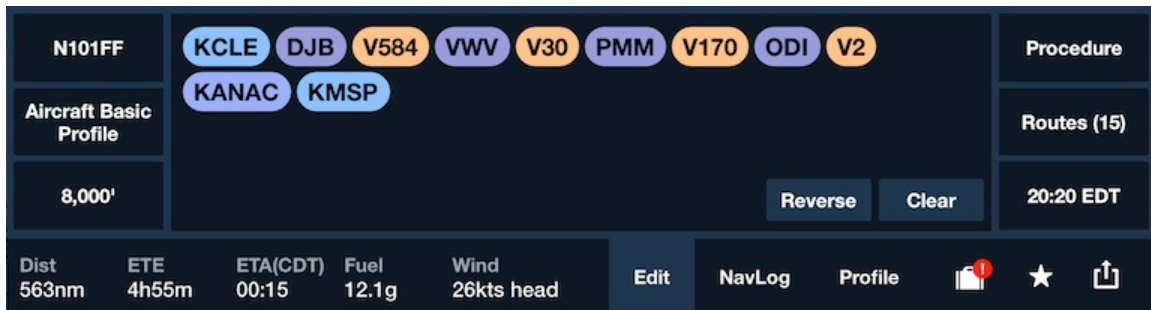 N101FF
Aircraft Basic
Profile
8,000'
KCLE DJB V584 VWV V30 PMM V170 ODI V2
KANAC KMSP
Reverse Clear
Procedure
Routes (15)
20:20 EDT
Dist ETE ETA(CDT) Fuel Wind
563nm 4h55m 00:15 12.1g 26kts head
Edit NavLog Profile !